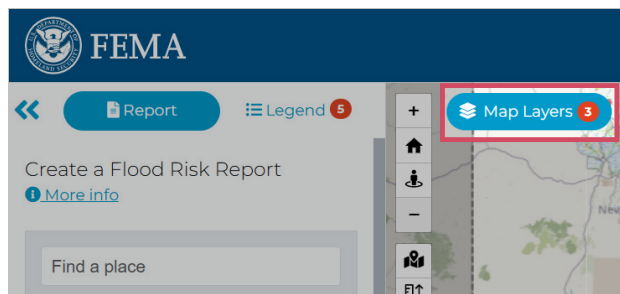 FEMA
Report
Legend 5
Map Layers 3
Create a Flood Risk Report
More info
Find a place